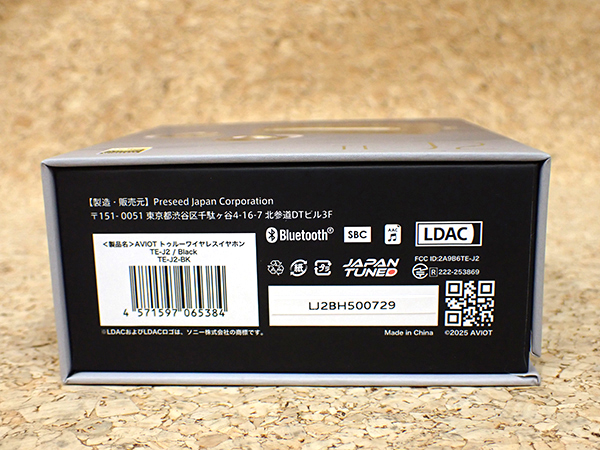 【製造・販売元】Preseed Japan Corporation
〒151-0051 東京都渋谷区千駄ヶ谷4-16-7 北参道DTビル3F
<製品名>AVIOT トゥルーワイヤレスイヤホン
TE-J2 / Black
TE-J2-BK
4 571597 065384
※LDACおよびLDACロゴは、ソニー株式会社の商標です。
Bluetooth®
SBC
AAC
LDAC
紙
プラ
JAPAN
TUNED
FCC ID:2A9B6TE-J2
R 222-253869
LJ2BH500729
Made in China
©2025 AVIOT